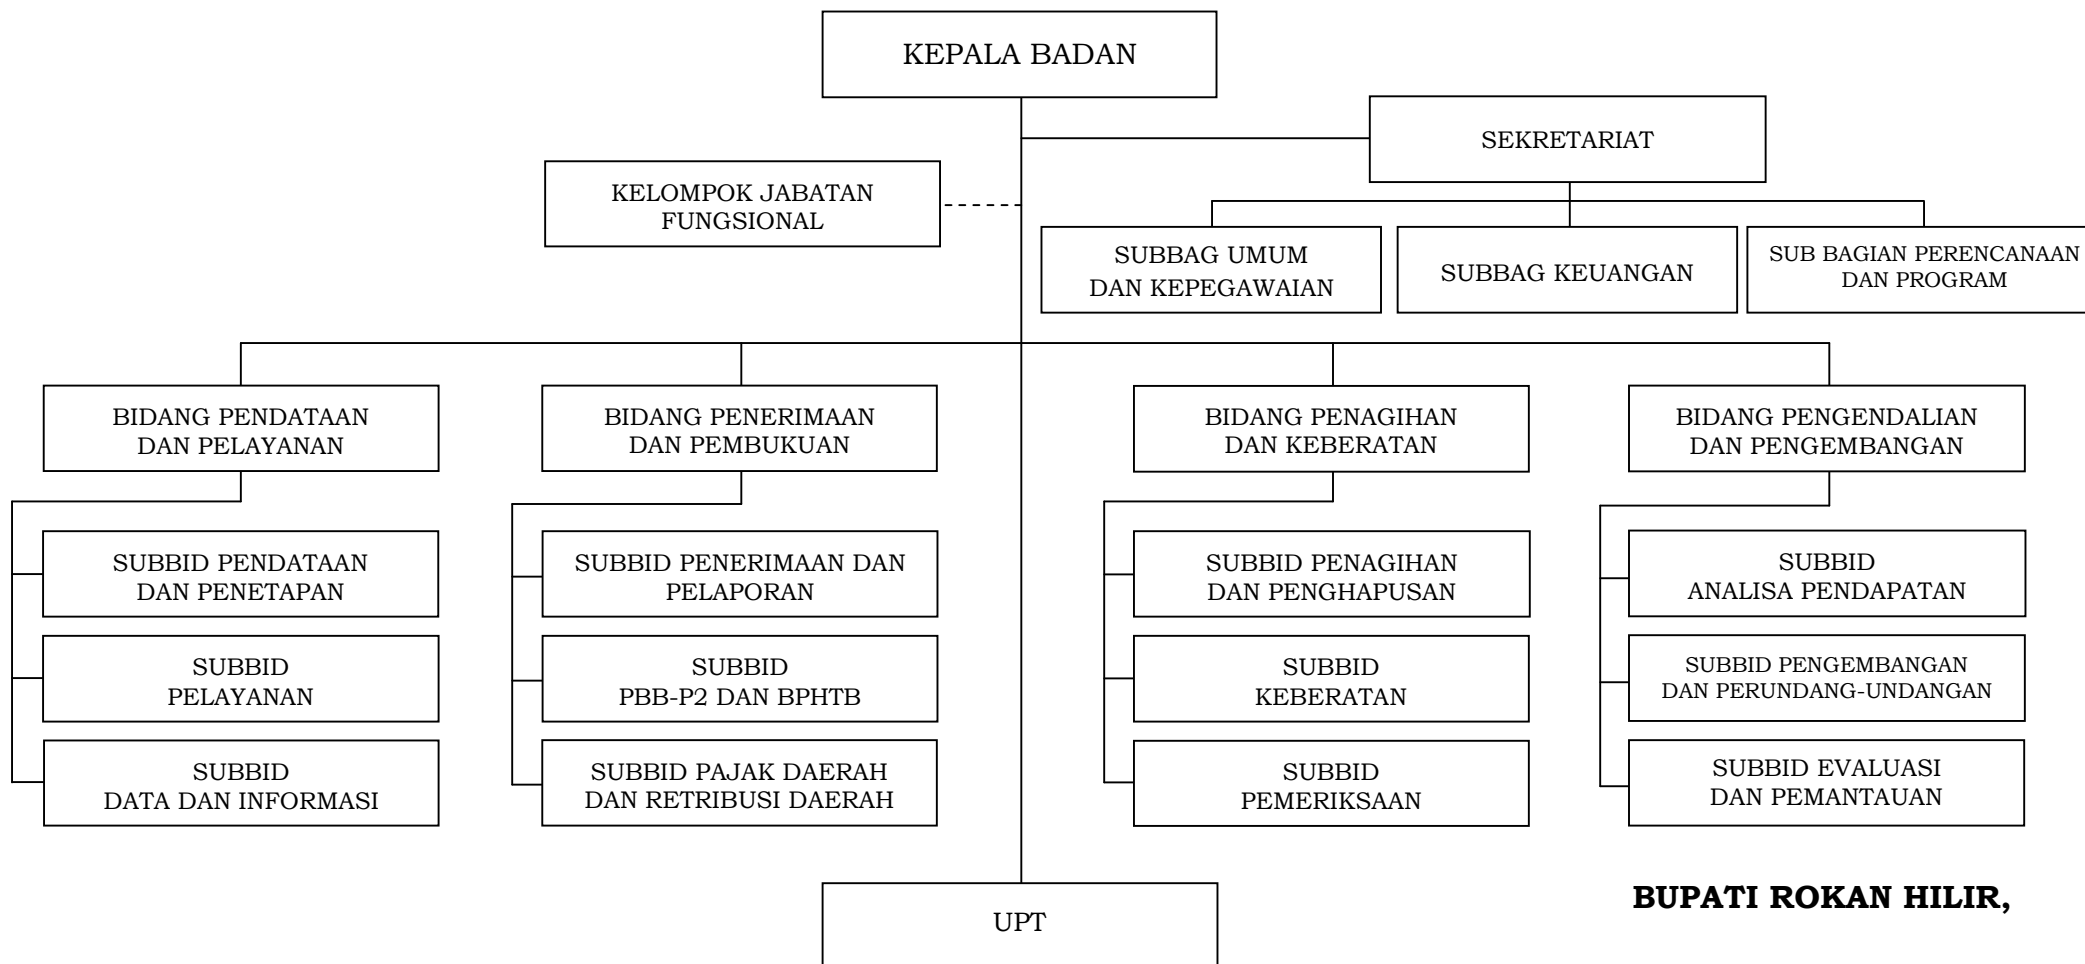 KEPALA BADAN
SEKRETARIAT
KELOMPOK JABATAN
FUNGSIONAL
SUBBAG UMUM
DAN KEPEGAWAIAN
SUBBAG KEUANGAN
SUB BAGIAN PERENCANAAN
DAN PROGRAM
BIDANG PENDATAAN
DAN PELAYANAN
BIDANG PENERIMAAN
DAN PEMBUKUAN
BIDANG PENAGIHAN
DAN KEBERATAN
BIDANG PENGENDALIAN
DAN PENGEMBANGAN
SUBBID PENDATAAN
DAN PENETAPAN
SUBBID PENERIMAAN DAN
PELAPORAN
SUBBID PENAGIHAN
DAN PENGHAPUSAN
SUBBID
ANALISA PENDAPATAN
SUBBID
PELAYANAN
SUBBID
PBB-P2 DAN BPHTB
SUBBID
KEBERATAN
SUBBID PENGEMBANGAN
DAN PERUNDANG-UNDANGAN
SUBBID
DATA DAN INFORMASI
SUBBID PAJAK DAERAH
DAN RETRIBUSI DAERAH
SUBBID
PEMERIKSAAN
SUBBID EVALUASI
DAN PEMANTAUAN
UPT
BUPATI ROKAN HILIR,